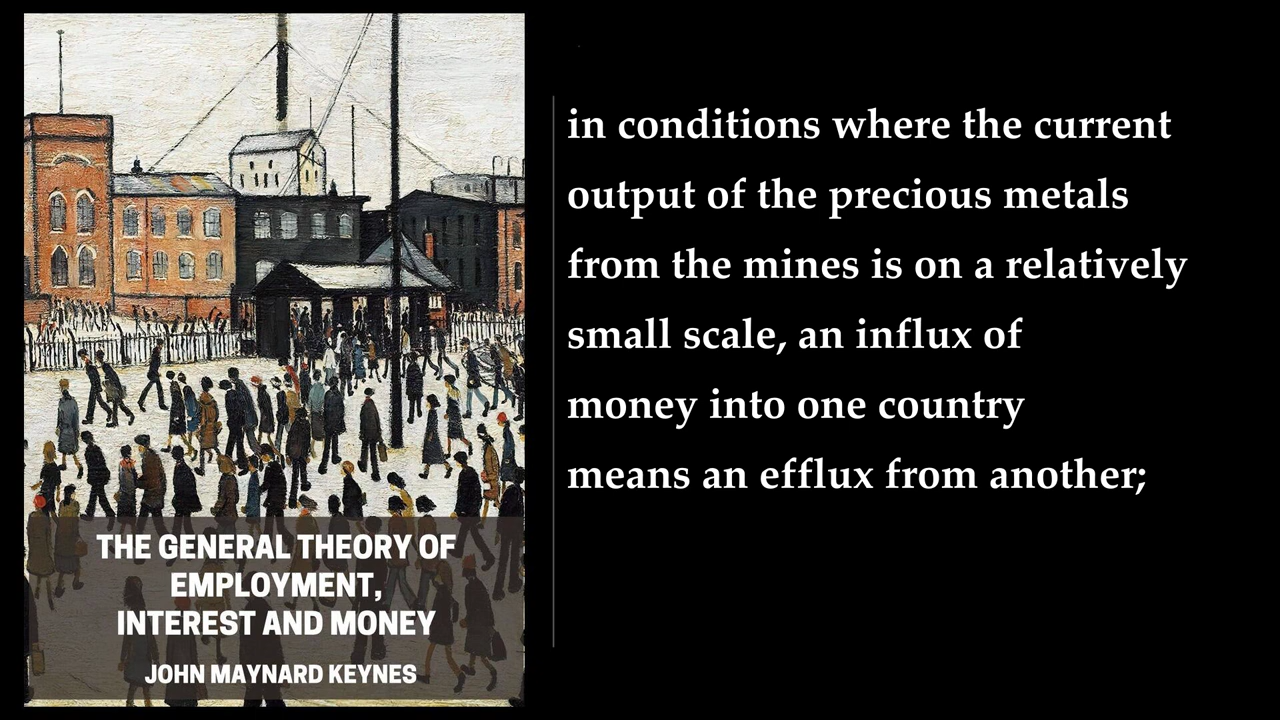 in conditions where the current
output of the precious metals
from the mines is on a relatively
small scale, an influx of
money into one country
means an efflux from another;
THE GENERAL THEORY OF
EMPLOYMENT,
INTEREST AND MONEY
JOHN MAYNARD KEYNES